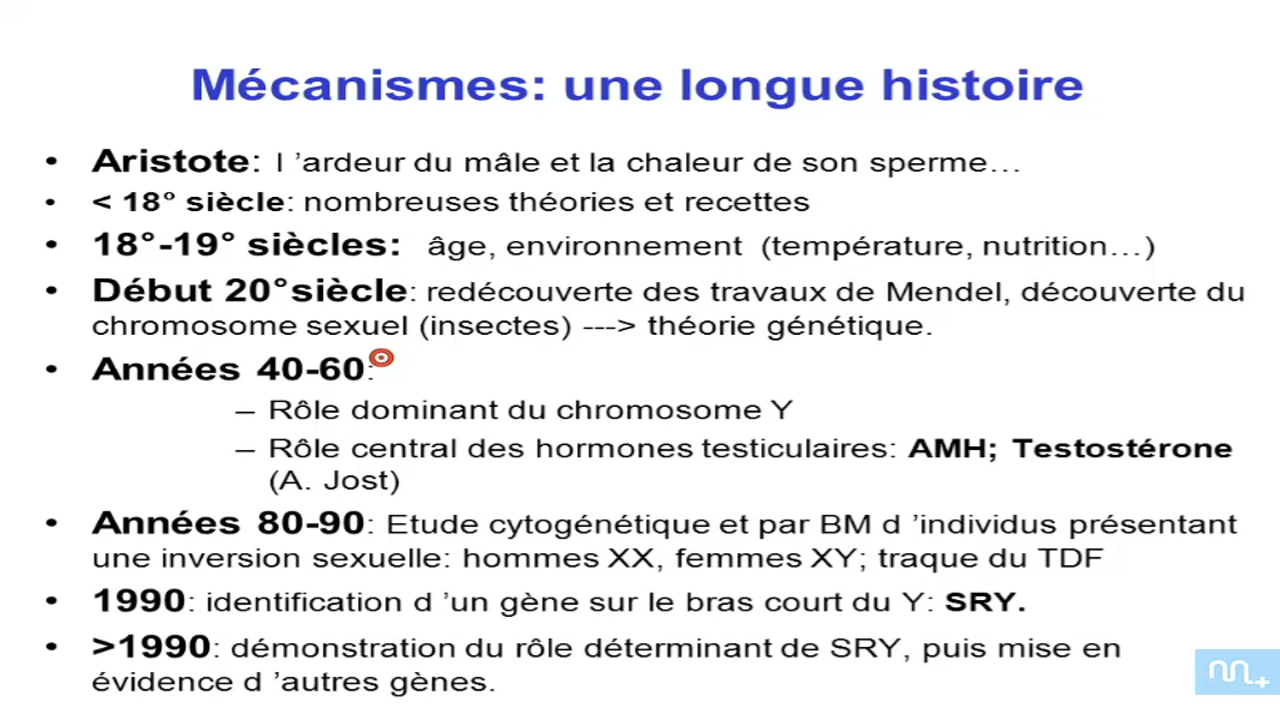 Mécanismes: une longue histoire
• Aristote: l 'ardeur du mâle et la chaleur de son sperme…
• < 18° siècle: nombreuses théories et recettes
• 18°-19° siècles: âge, environnement (température, nutrition…)
• Début 20°siècle: redécouverte des travaux de Mendel, découverte du
chromosome sexuel (insectes) ---> théorie génétique.
• Années 40-60:
– Rôle dominant du chromosome Y
– Rôle central des hormones testiculaires: AMH; Testostérone
(A. Jost)
• Années 80-90: Etude cytogénétique et par BM d 'individus présentant
une inversion sexuelle: hommes XX, femmes XY; traque du TDF
• 1990: identification d 'un gène sur le bras court du Y: SRY.
• >1990: démonstration du rôle déterminant de SRY, puis mise en
évidence d 'autres gènes.